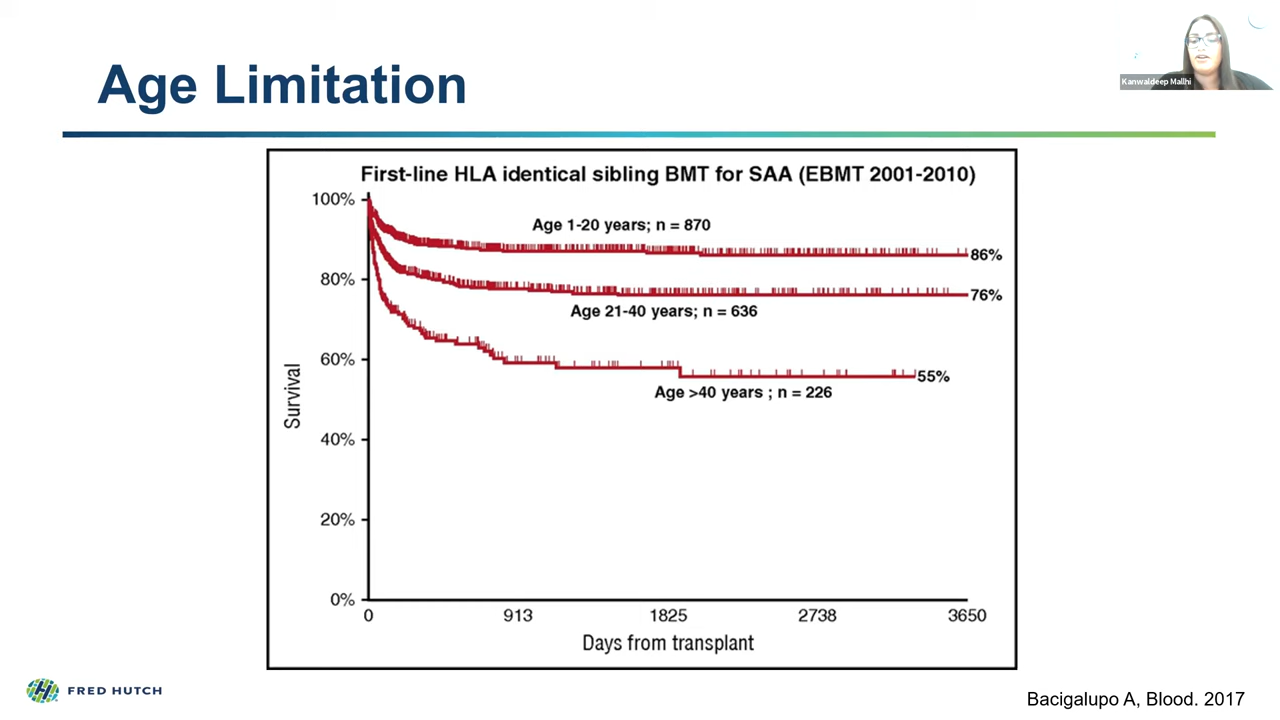 Age Limitation
Kanwaldeep Mallhi
First-line HLA identical sibling BMT for SAA (EBMT 2001-2010)
100%
80%
60%
40%
20%
0%
Survival
Age 1-20 years; n = 870
86%
Age 21-40 years; n = 636
76%
Age >40 years ; n = 226
55%
0 913 1825 2738 3650
Days from transplant
FRED HUTCH
Bacigalupo A, Blood. 2017